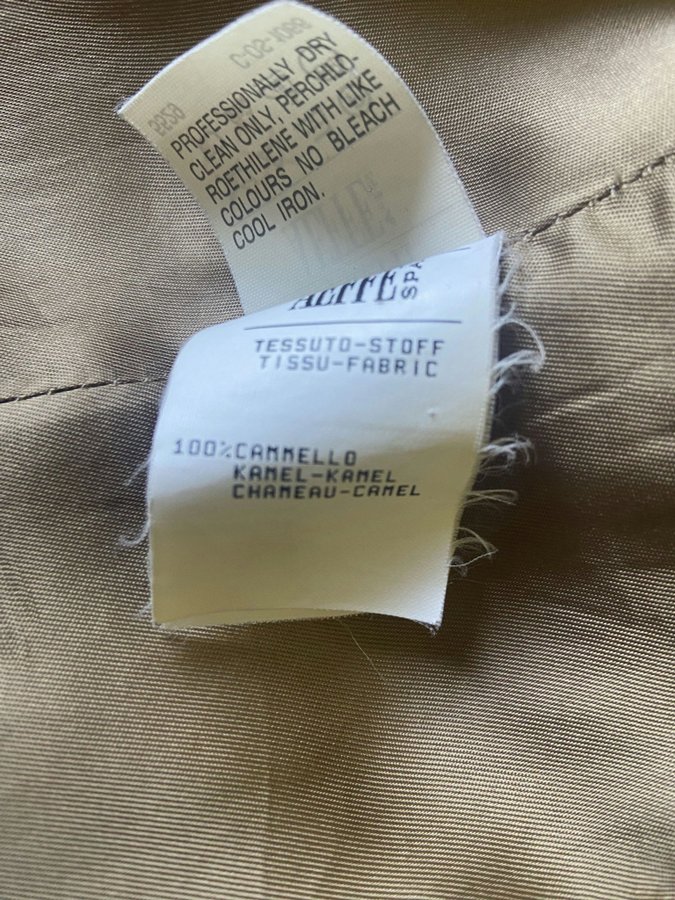 PROFESSIONALLY DRY
CLEAN ONLY, PERCHLO-
ROETHILENE WITH LIKE
COLOURS NO BLEACH
COOL IRON.
AEFFE SPA
TESSUTO-STOFF
TISSU-FABRIC
100%CAMMELLO
KAMEL-KAMEL
CHAMEAU-CAMEL